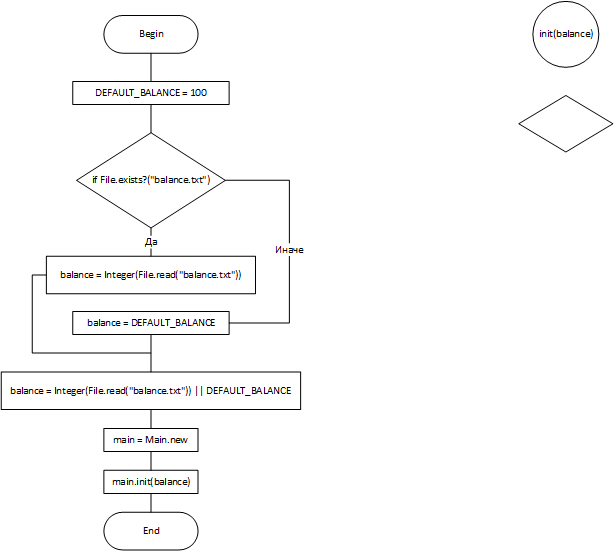 Begin
init(balance)
DEFAULT_BALANCE = 100
if File.exists?("balance.txt")
Да
Иначе
balance = Integer(File.read("balance.txt"))
balance = DEFAULT_BALANCE
balance = Integer(File.read("balance.txt")) || DEFAULT_BALANCE
main = Main.new
main.init(balance)
End